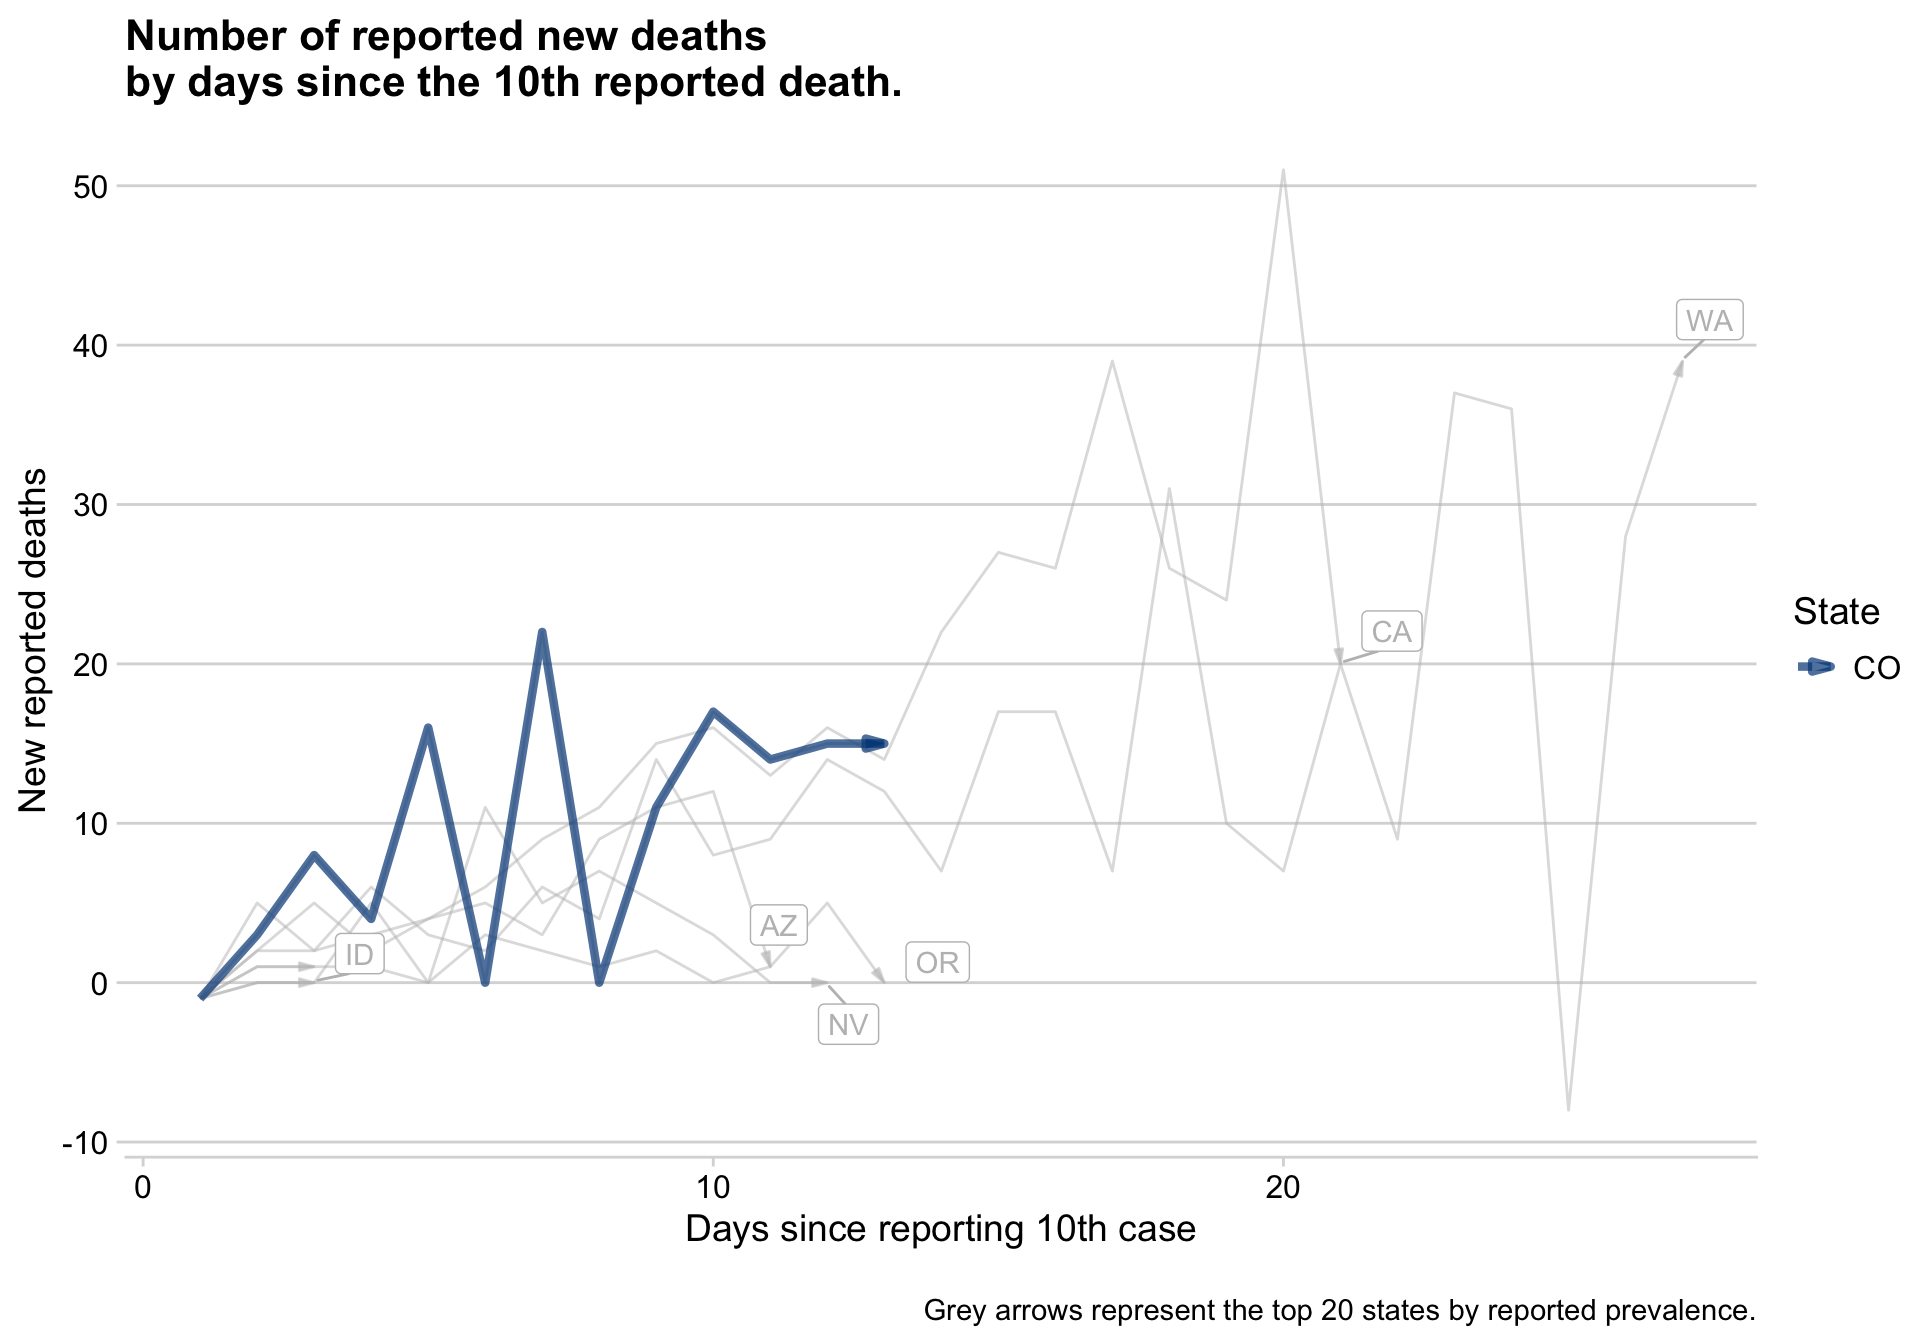 Number of reported new deaths
by days since the 10th reported death.
50
40
30
20
10
0
-10
New reported deaths
WA
CA
AZ
ID
OR
NV
State
CO
0
10
20
Days since reporting 10th case
Grey arrows represent the top 20 states by reported prevalence.